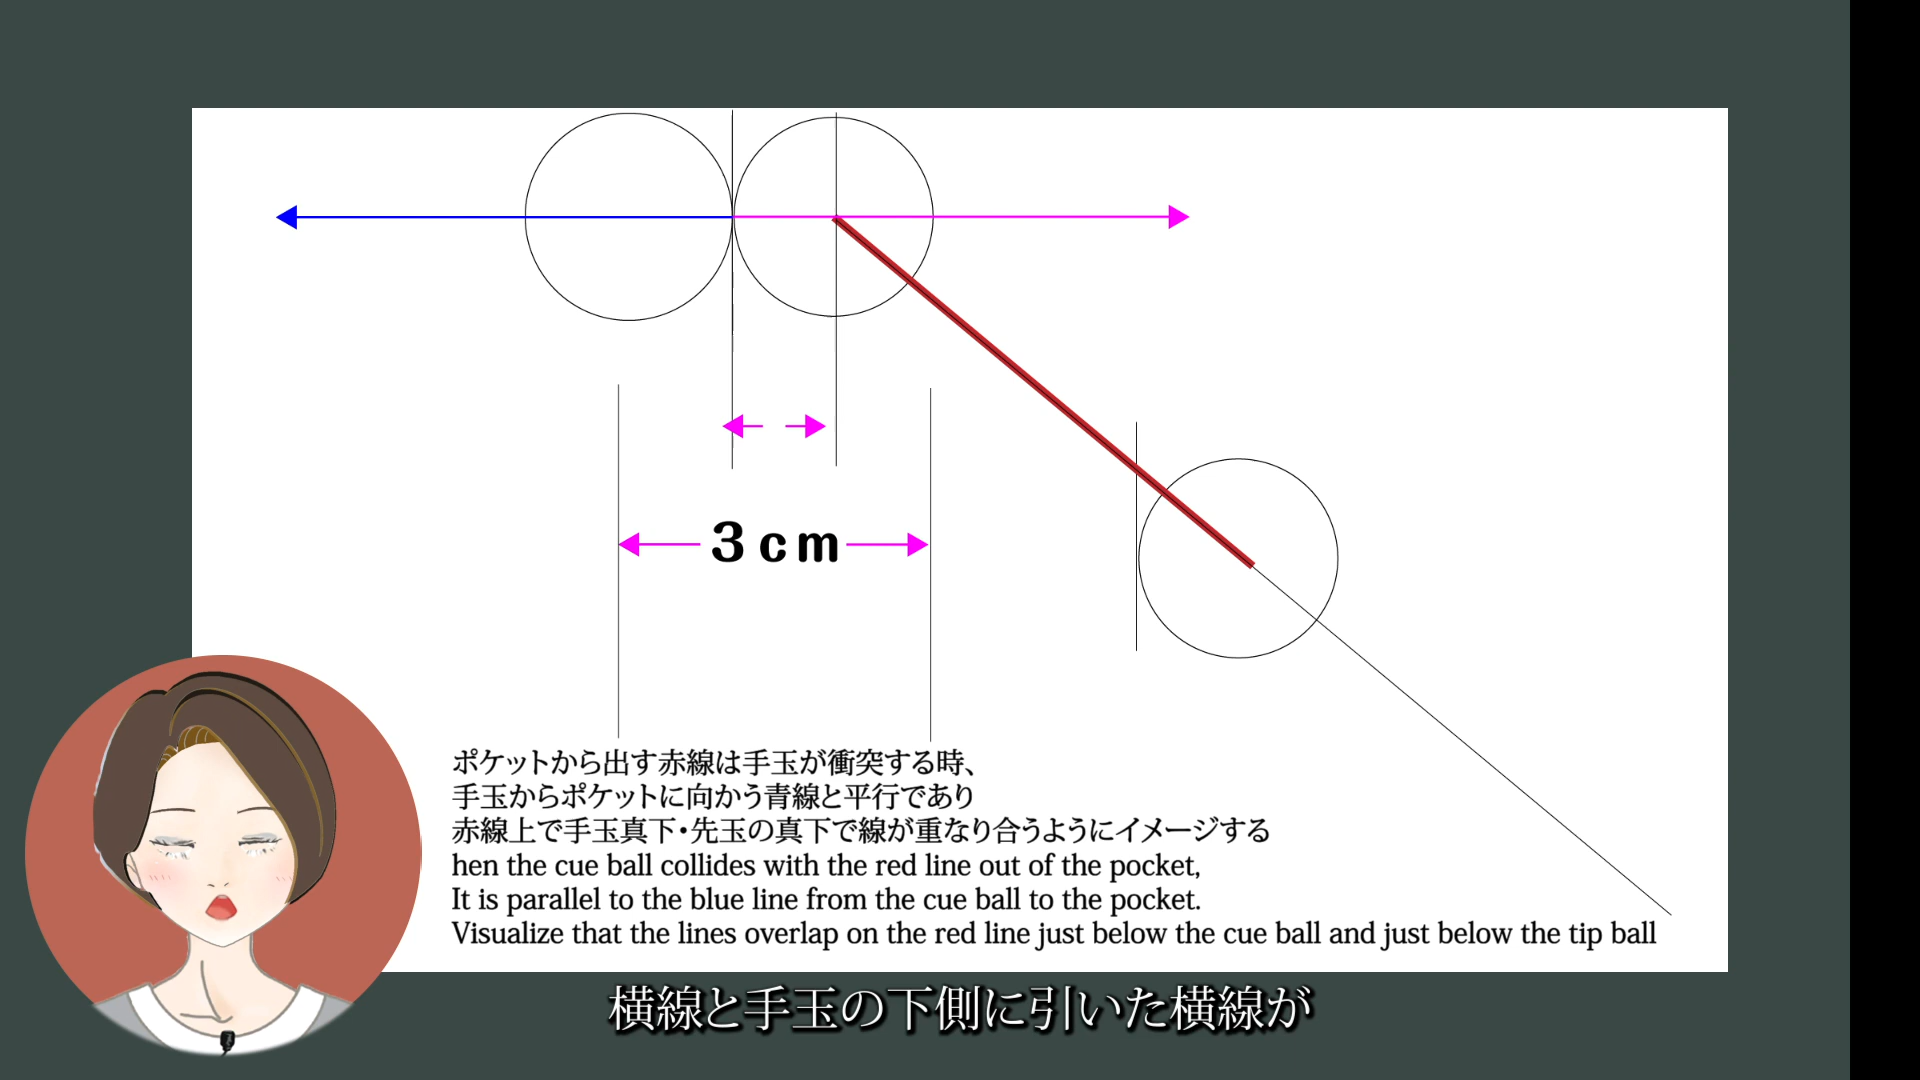 3cm
ポケットから出す赤線は手玉が衝突する時、
手玉からポケットに向かう青線と平行であり
赤線上で手玉真下・先玉の真下で線が重なり合うようにイメージする
hen the cue ball collides with the red line out of the pocket,
It is parallel to the blue line from the cue ball to the pocket.
Visualize that the lines overlap on the red line just below the cue ball and just below the tip ball
横線と手玉の下側に引いた横線が